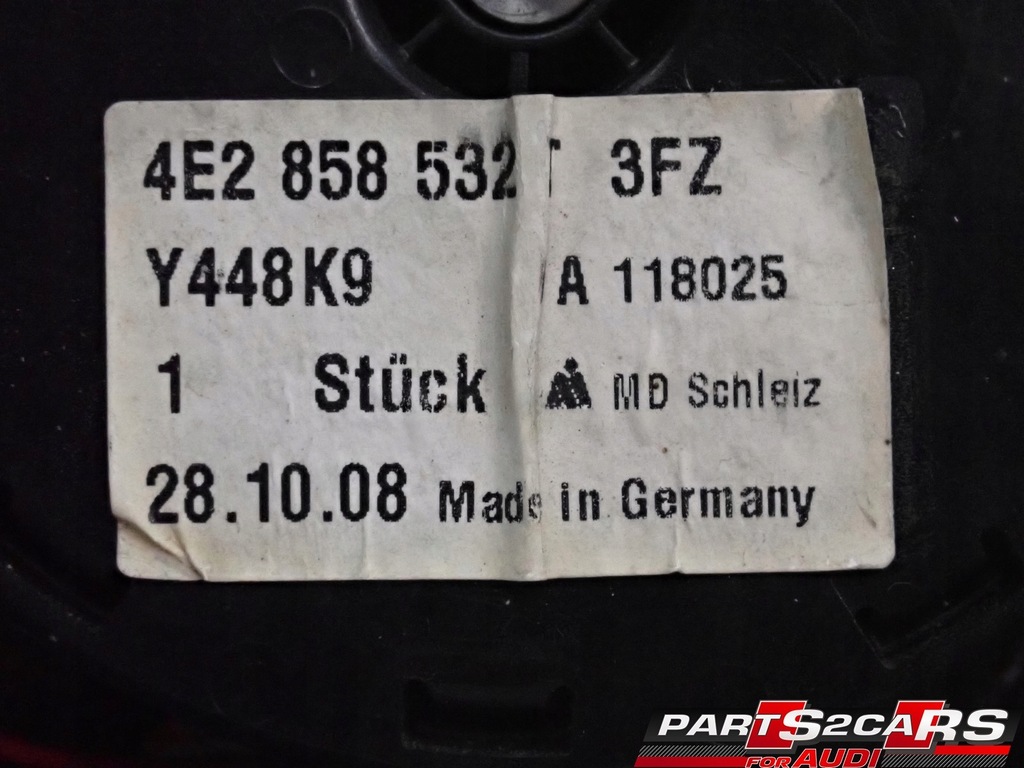 4E2 858 532 3FZ
Y448K9 A 118025
1 Stück MD Schleiz
28.10.08 Made in Germany
PARTS2CARS
FOR AUDI